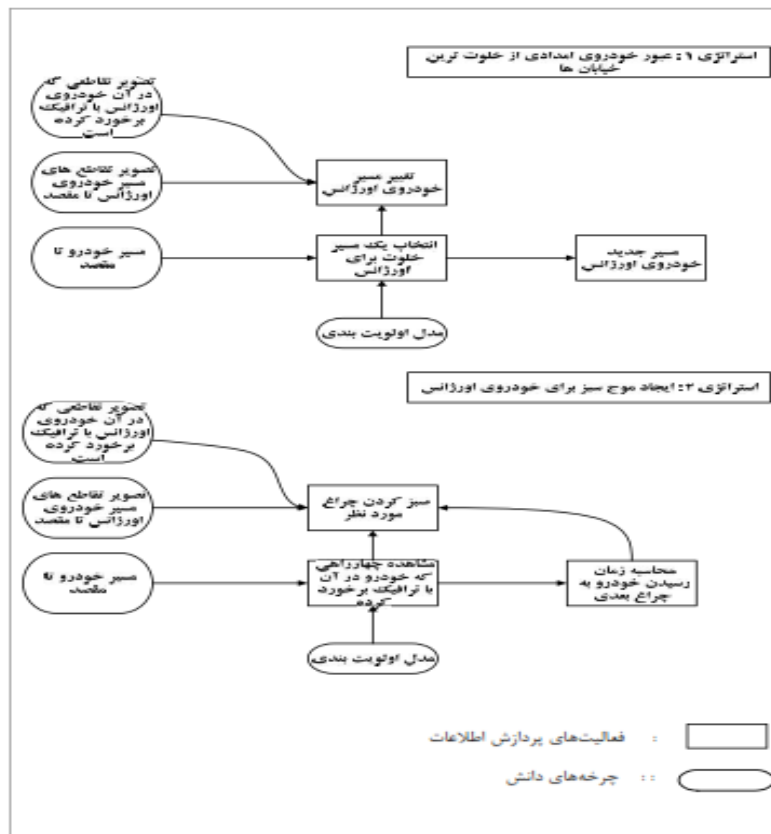 استراتژی ۱: عبور خودروی امدادی از خلوت ترین
خیابان ها
تصویر تقاطعی که
در آن خودروی
اورژانس با ترافیک
برخورد کرده
است
تصویر تقاطع های
مسیر خودروی
اورژانس تا مقصد
تغییر مسیر
خودروی اورژانس
مسیر خودرو تا
مقصد
انتخاب یک مسیر
خلوت برای
اورژانس
مسیر جدید
خودروی اورژانس
مدل اولویت بندی
استراتژی ۲: ایجاد موج سبز برای خودروی اورژانس
تصویر تقاطعی که
در آن خودروی
اورژانس با ترافیک
برخورد کرده
است
تصویر تقاطع های
مسیر خودروی
اورژانس تا مقصد
سبز کردن چراغ
مورد نظر
مسیر خودرو تا
مقصد
مشاهده چهارراهی
که خودرو در آن
با ترافیک برخورد
کرده
محاسبه زمان
رسیدن خودرو به
چراغ بعدی
مدل اولویت بندی
: فعالیت‌های پردازش اطلاعات
: : چرخه‌های دانش